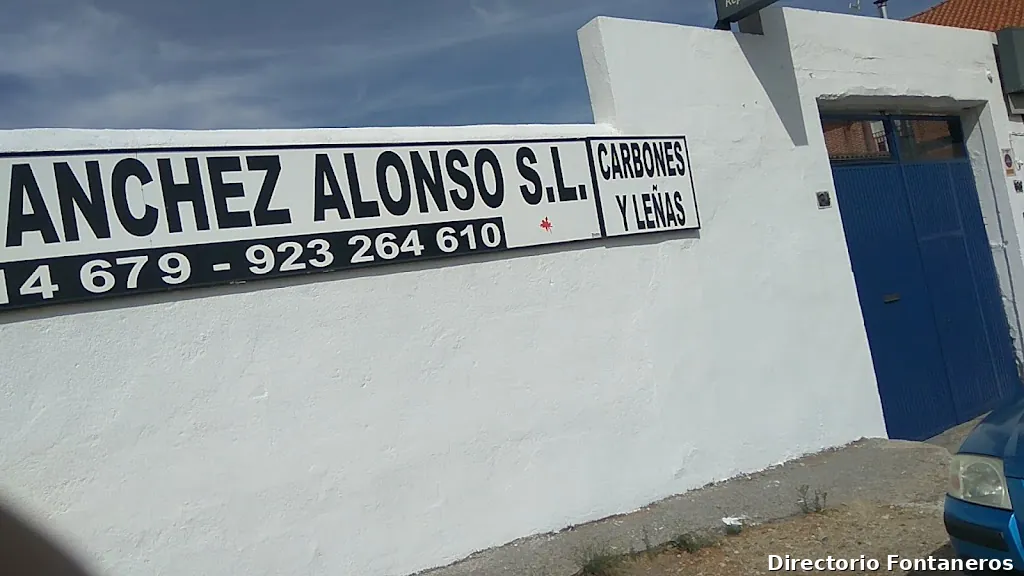 ANCHEZ ALONSO S.L.
14 679 - 923 264 610
CARBONES
Y LEÑAS
Directorio Fontaneros